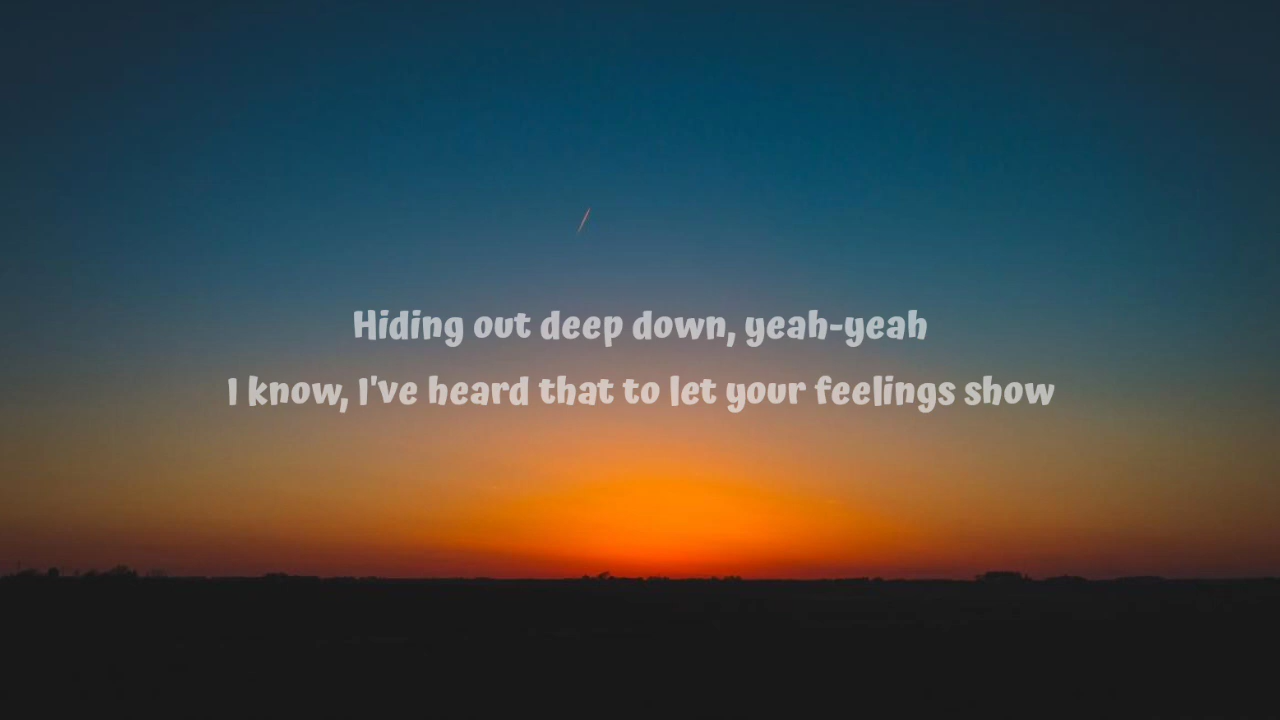 Hiding out deep down, yeah-yeah
I know, I've heard that to let your feelings show